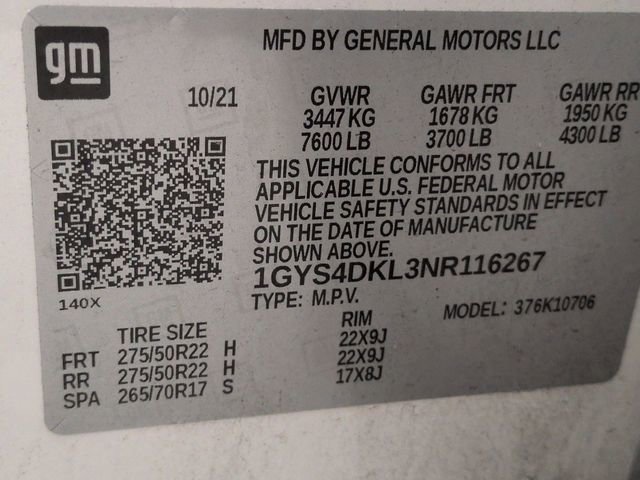 gm
MFD BY GENERAL MOTORS LLC
10/21 GVWR GAWR FRT GAWR RR
3447 KG 1678 KG 1950 KG
7600 LB 3700 LB 4300 LB
THIS VEHICLE CONFORMS TO ALL
APPLICABLE U.S. FEDERAL MOTOR
VEHICLE SAFETY STANDARDS IN EFFECT
ON THE DATE OF MANUFACTURE
SHOWN ABOVE.
1GYS4DKL3NR116267
140X
TYPE: M.P.V. MODEL: 376K10706
TIRE SIZE RIM
FRT 275/50R22 H 22X9J
RR 275/50R22 H 22X9J
SPA 265/70R17 S 17X8J